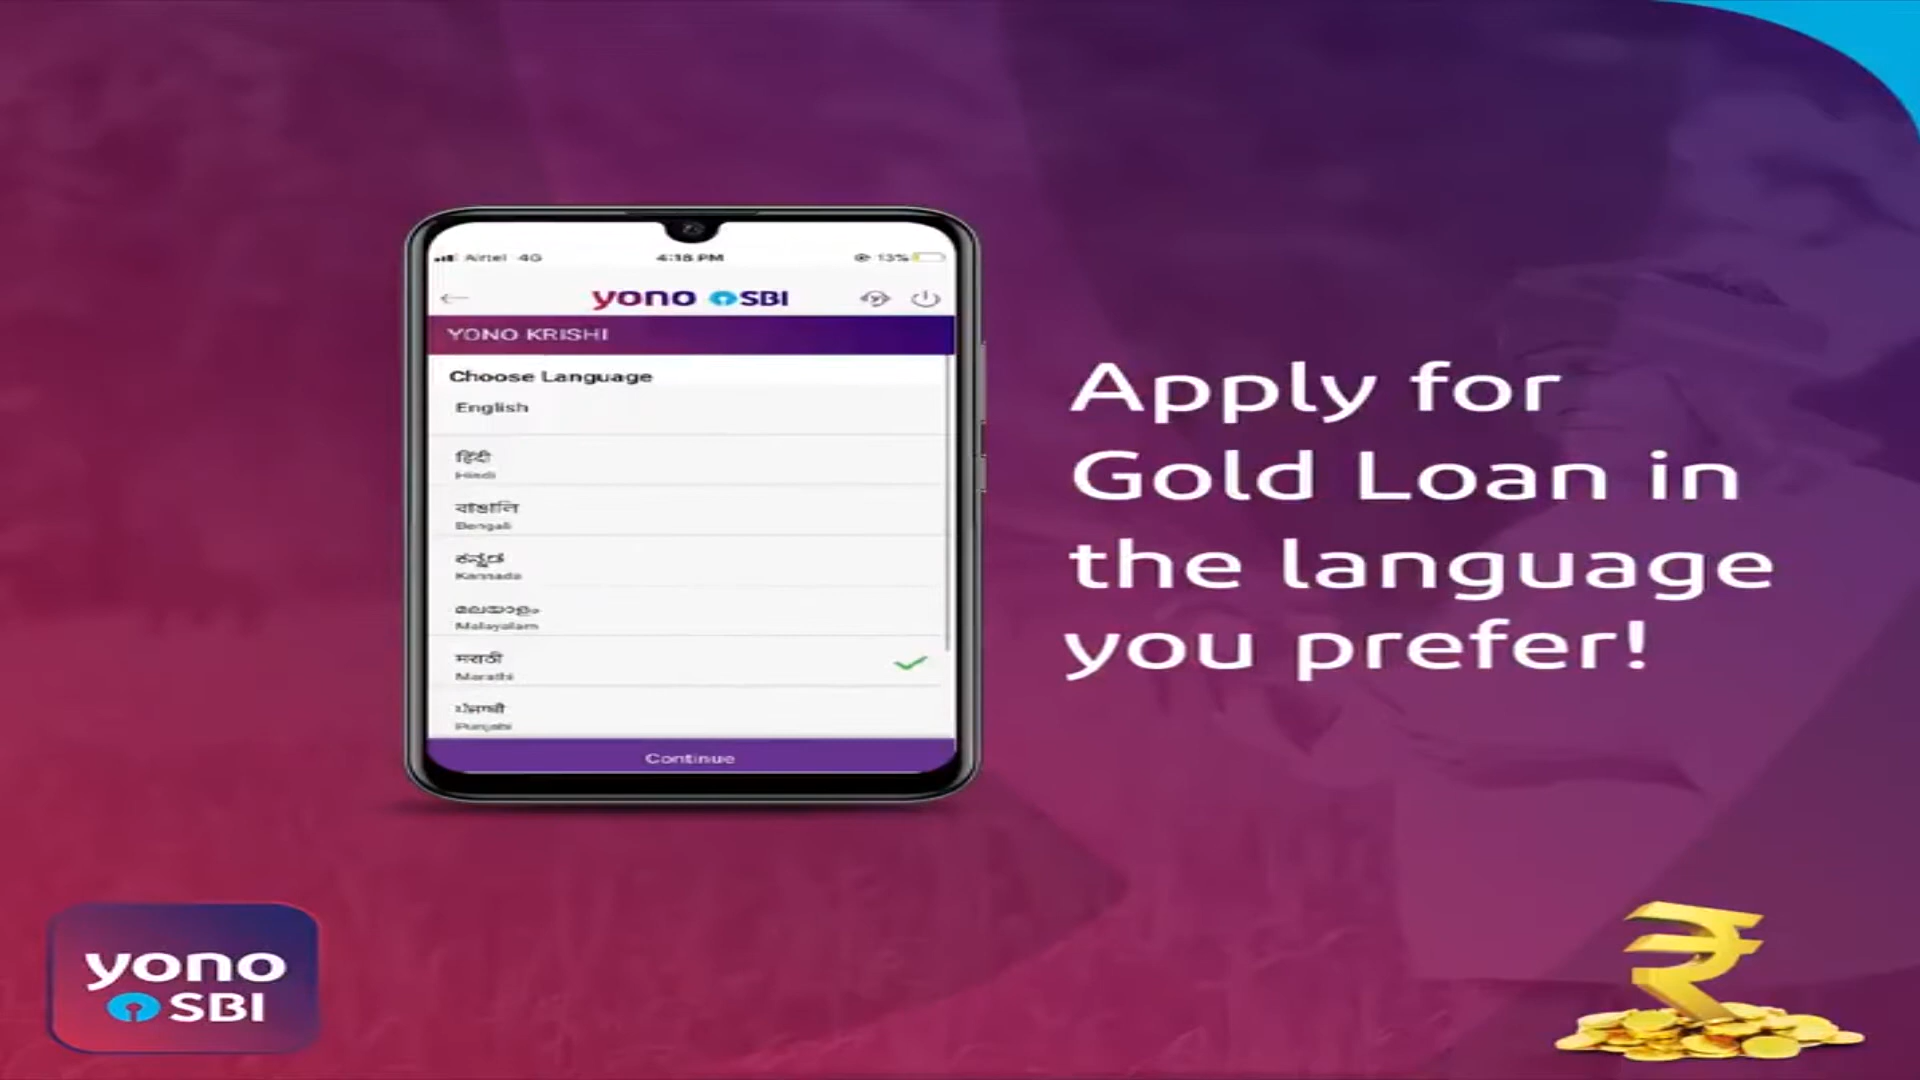 Airtel 4G 4:18 PM 13%
yono SBI
YONO KRISHI
Choose Language
English
हिंदी
Hindi
বাঙালি
Bengali
ಕನ್ನಡ
Kannada
മലയാളം
Malayalam
मराठी
Marathi
ਪੰਜਾਬੀ
Punjabi
Continue
Apply for
Gold Loan in
the language
you prefer!
yono
SBI
₹